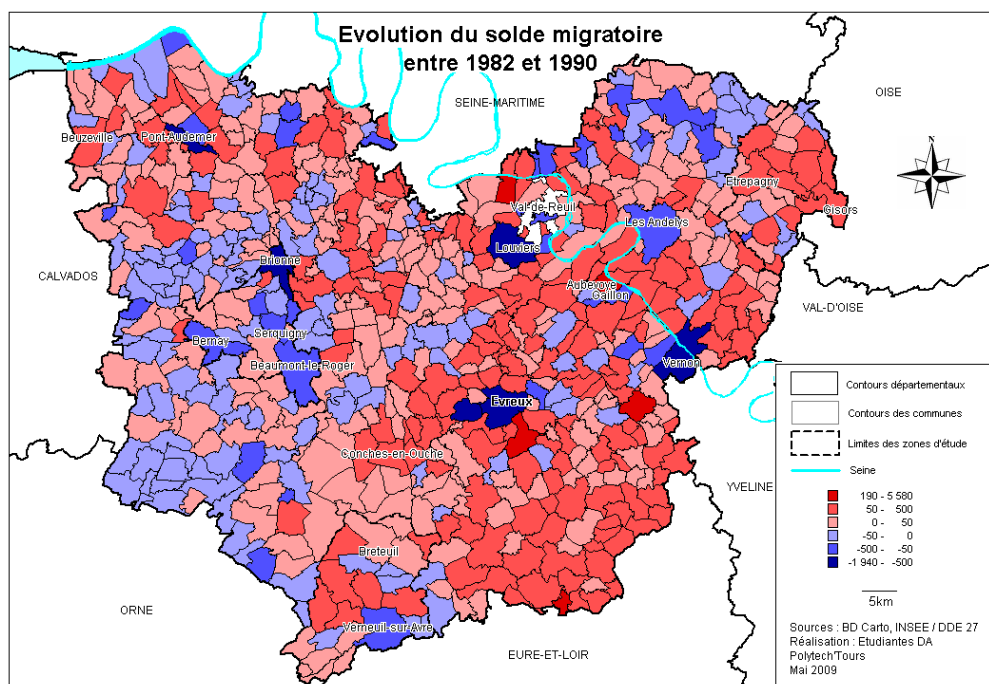 Evolution du solde migratoire
entre 1982 et 1990
SEINE-MARITIME
OISE
N
Beuzeville
Pont-Audemer
Etrepagny
Gisors
Val-de-Reuil
Les Andelys
Louviers
CALVADOS
Brionne
Aubevoye
Gaillon
VAL-D'OISE
Serquigny
Bernay
Beaumont-le-Roger
Vernon
Evreux
Conches-en-Ouche
YVELINE
Breteuil
Verneuil-sur-Avre
ORNE
EURE-ET-LOIR
Contours départementaux
Contours des communes
Limites des zones d'étude
Seine
190 - 5 580
50 - 500
0 - 50
-50 - 0
-500 - -50
-1 940 - -500
5km
Sources : BD Carto, INSEE / DDE 27
Réalisation : Etudiantes DA
Polytech'Tours
Mai 2009